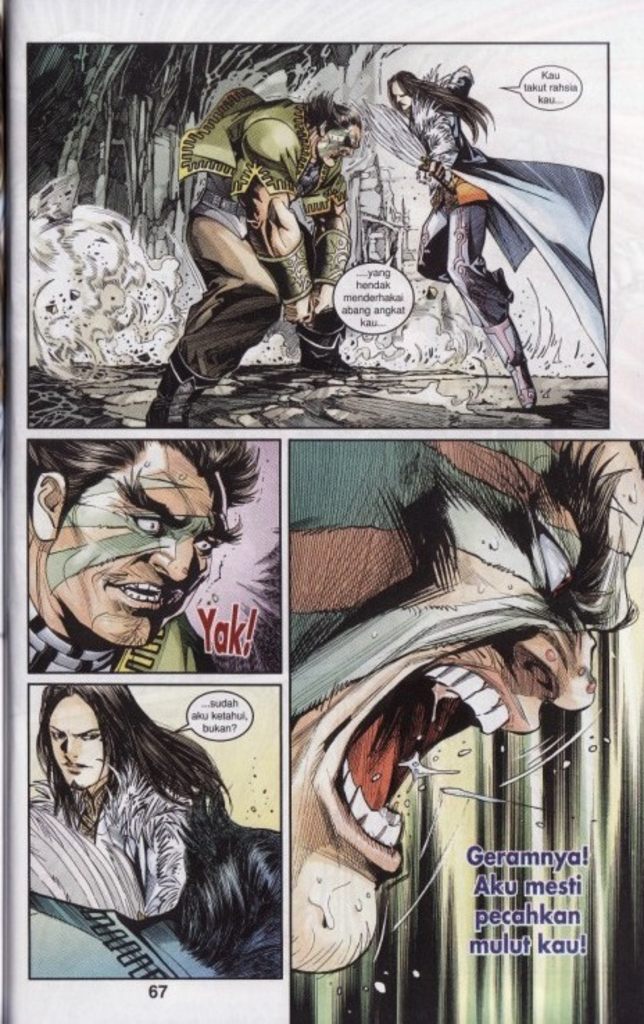 Kau
takut rahsia
kau...
....yang
hendak
menderhakai
abang angkat
kau...
Yak!
...sudah
aku ketahui,
bukan?
Geramnya!
Aku mesti
pecahkan
mulut kau!
67